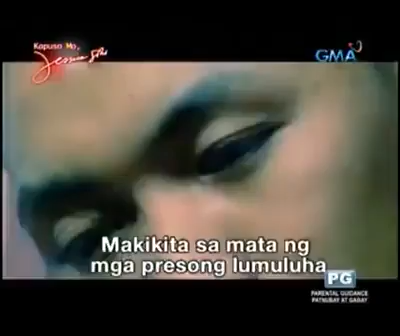 Kapuso Mo,
Jessica Soho
GMA
Makikita sa mata ng
mga presong lumuluha
PG
PARENTAL GUIDANCE
PATNUBAY AT GABAY